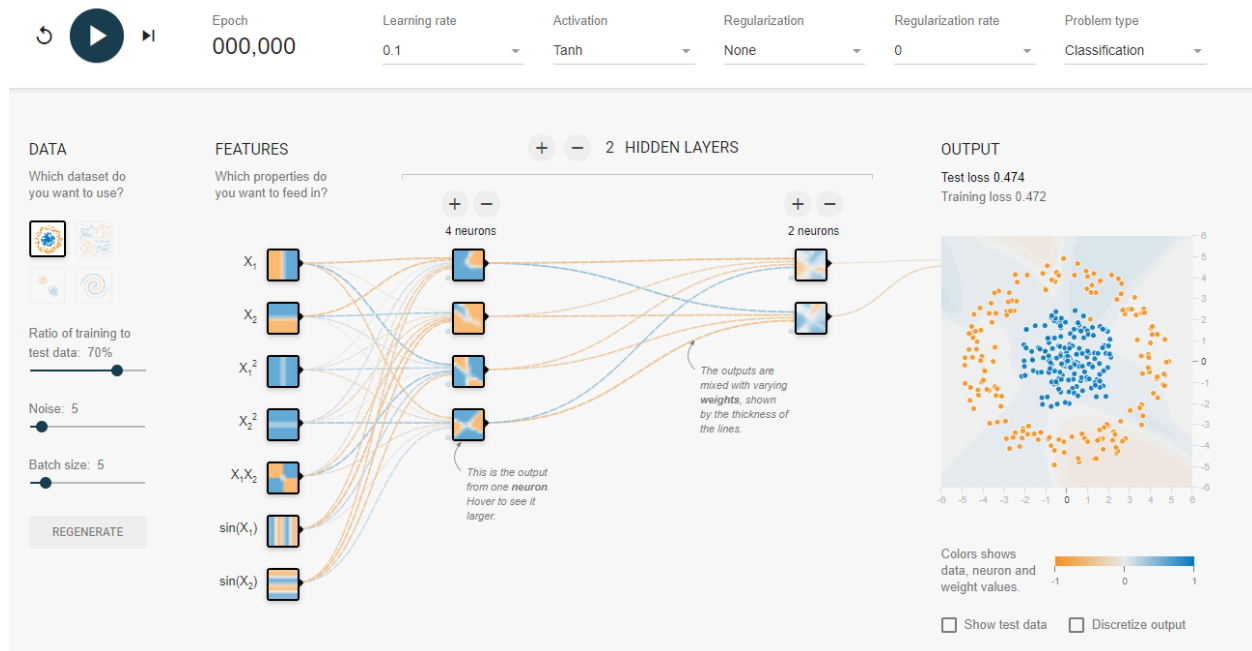 Epoch
000,000
Learning rate
0.1
Activation
Tanh
Regularization
None
Regularization rate
0
Problem type
Classification
DATA
Which dataset do
you want to use?
Ratio of training to
test data: 70%
Noise: 5
Batch size: 5
REGENERATE
FEATURES
Which properties do
you want to feed in?
X₁
X₂
X₁²
X₂²
X₁X₂
sin(X₁)
sin(X₂)
+ − 2 HIDDEN LAYERS
+ −
4 neurons
+ −
2 neurons
This is the output
from one neuron.
Hover to see it
larger.
The outputs are
mixed with varying
weights, shown
by the thickness of
the lines.
OUTPUT
Test loss 0.474
Training loss 0.472
6
5
4
3
2
1
0
-1
-2
-3
-4
-5
-6
-6 -5 -4 -3 -2 -1 0 1 2 3 4 5 6
Colors shows
data, neuron and
weight values.
-1 0 1
Show test data
Discretize output